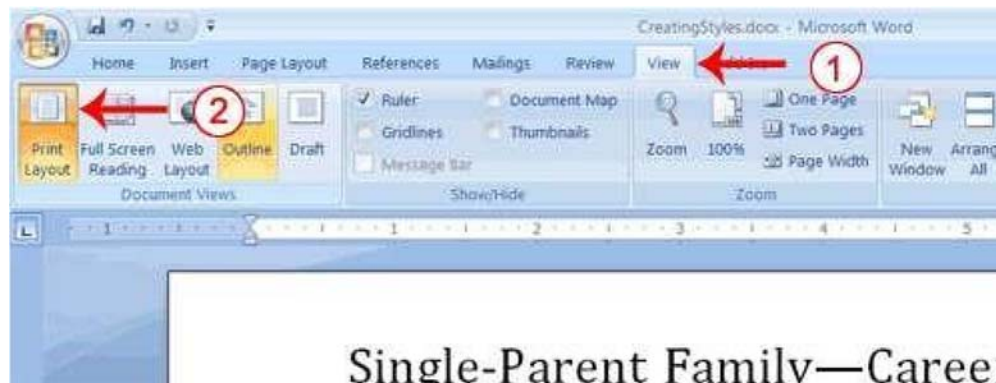 CreatingStyles.docx - Microsoft Word
Home Insert Page Layout References Mailings Review View
1
2
Ruler Document Map One Page
Gridlines Thumbnails Two Pages
Message Bar Page Width
Print Layout Full Screen Reading Web Layout Outline Draft Zoom 100% New Window Arrang All
Document Views Show/Hide Zoom
1 1 2 3 4 5
Single-Parent Family—Caree